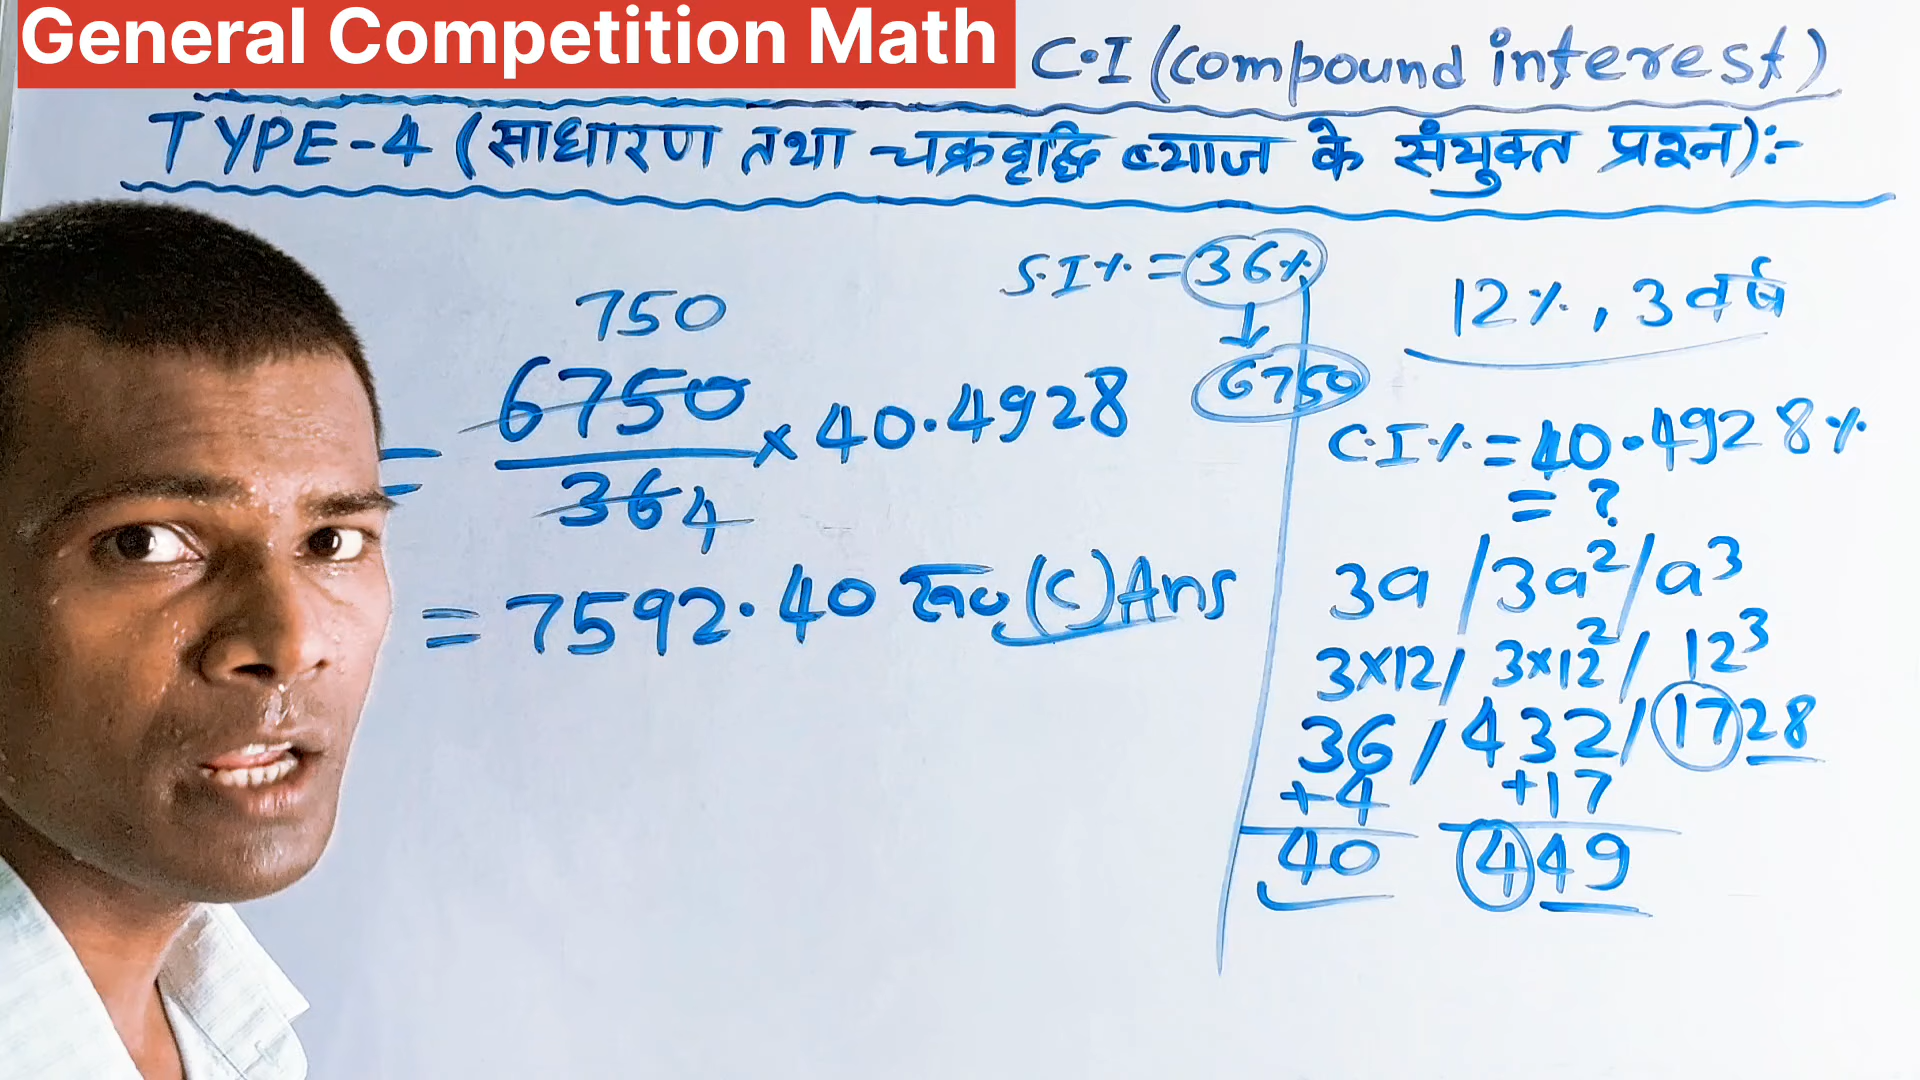 General Competition Math
C.I (compound interest)
TYPE-4 (साधारण तथा चक्रवृद्धि ब्याज के संयुक्त प्रश्न):-
S.I% = 36%
↓
6750
12%, 3 वर्ष
750
= 6750/36 4 × 40.4928
= 7592.40 रू० (C) Ans
C.I% = 40.4928%
= ?
3a / 3a² / a³
3×12 / 3×12² / 12³
36 / 432 / 1728
+4 +17
40 449